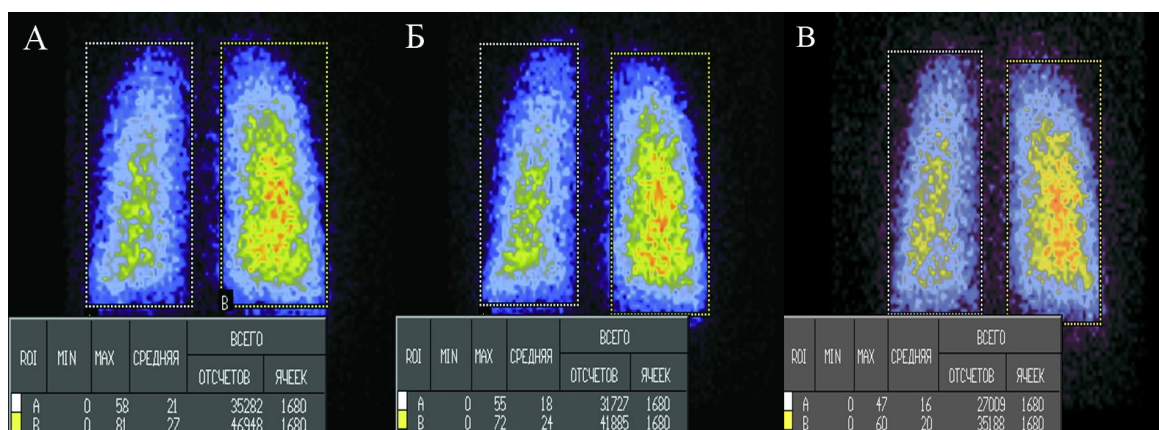 А
Б
В
B
ROI MIN MAX СРЕДНЯЯ ВСЕГО
ОТСЧЕТОВ ЯЧЕЕК
A 0 58 21 35282 1680
B 0 81 27 46948 1680
ROI MIN MAX СРЕДНЯЯ ВСЕГО
ОТСЧЕТОВ ЯЧЕЕК
A 0 55 18 31727 1680
B 0 72 24 41885 1680
ROI MIN MAX СРЕДНЯЯ ВСЕГО
ОТСЧЕТОВ ЯЧЕЕК
A 0 47 16 27009 1680
B 0 60 20 35188 1680